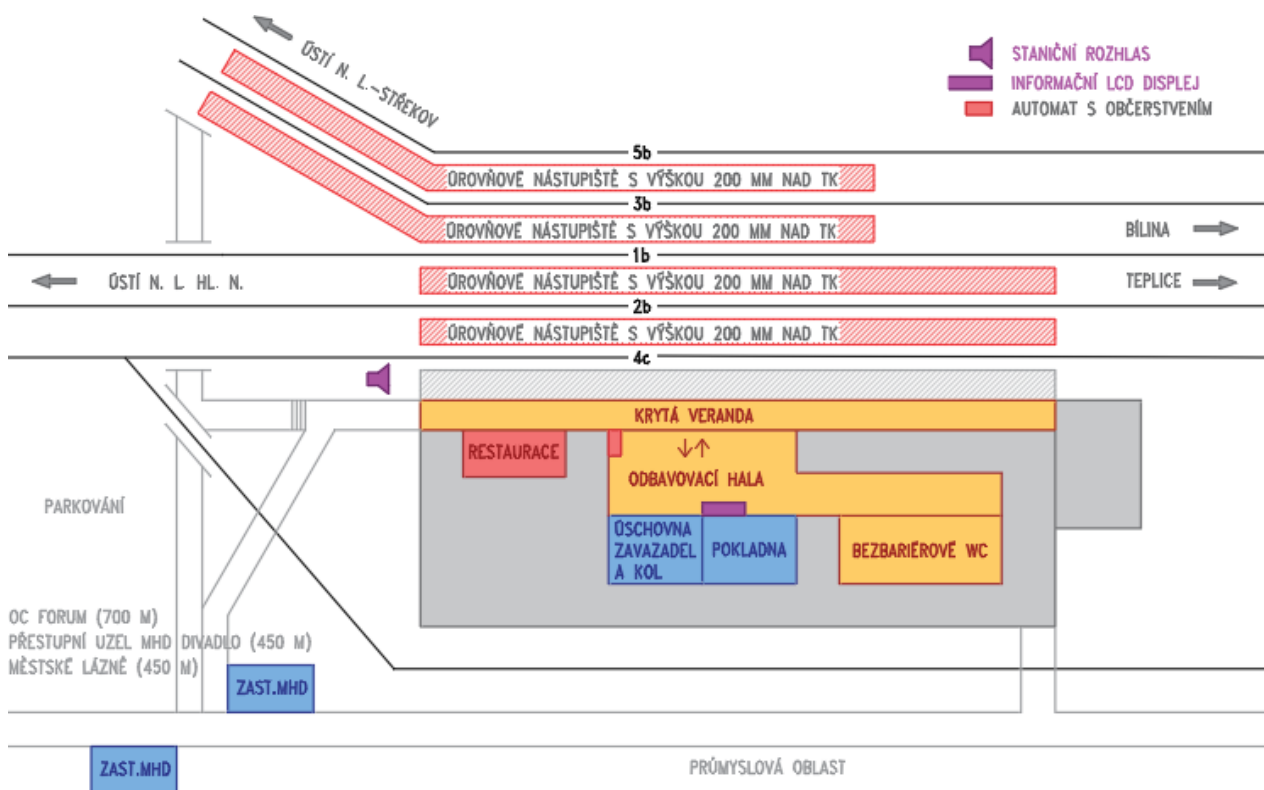 ÚSTÍ N. L.-STŘEKOV
STANIČNÍ ROZHLAS
INFORMAČNÍ LCD DISPLEJ
AUTOMAT S OBČERSTVENÍM
5b
ÚROVŇOVÉ NÁSTUPIŠTĚ S VÝŠKOU 200 MM NAD TK
3b
ÚROVŇOVÉ NÁSTUPIŠTĚ S VÝŠKOU 200 MM NAD TK
BÍLINA
1b
ÚSTÍ N. L. HL. N.
ÚROVŇOVÉ NÁSTUPIŠTĚ S VÝŠKOU 200 MM NAD TK
TEPLICE
2b
ÚROVŇOVÉ NÁSTUPIŠTĚ S VÝŠKOU 200 MM NAD TK
4c
KRYTÁ VERANDA
RESTAURACE
ODBAVOVACÍ HALA
PARKOVÁNÍ
ÚSCHOVNA
ZAVAZADEL
A KOL
POKLADNA
BEZBARIÉROVÉ WC
OC FORUM (700 M)
PŘESTUPNÍ UZEL MHD DIVADLO (450 M)
MĚSTSKÉ LÁZNĚ (450 M)
ZAST.MHD
ZAST.MHD
PRŮMYSLOVÁ OBLAST